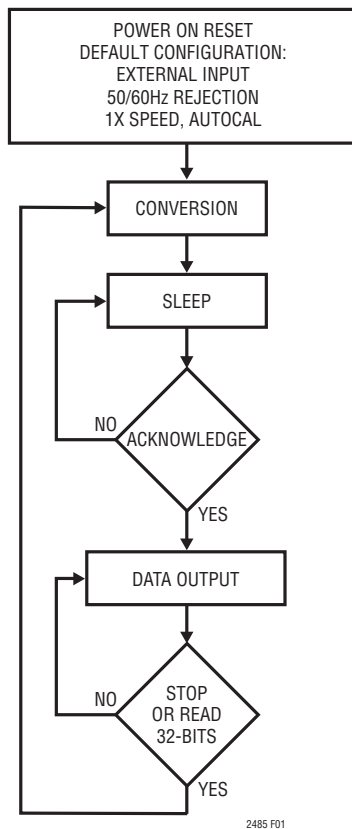 POWER ON RESET
DEFAULT CONFIGURATION:
EXTERNAL INPUT
50/60Hz REJECTION
1X SPEED, AUTOCAL
CONVERSION
SLEEP
NO
ACKNOWLEDGE
YES
DATA OUTPUT
NO
STOP
OR READ
32-BITS
YES
2485 F01